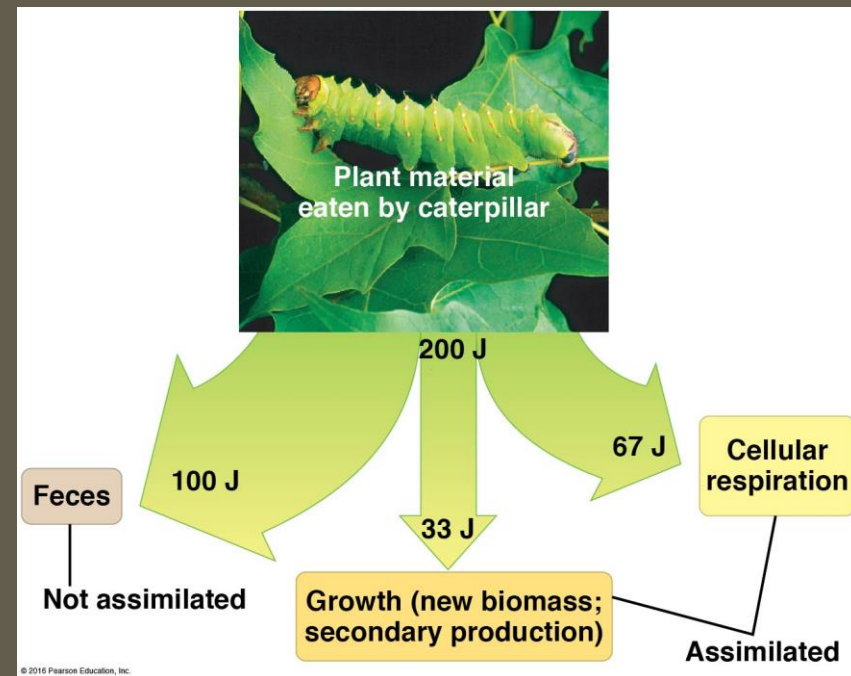 Plant material
eaten by caterpillar
200 J
67 J
Cellular
respiration
100 J
Feces
33 J
Not assimilated
Growth (new biomass;
secondary production)
Assimilated
© 2016 Pearson Education, Inc.